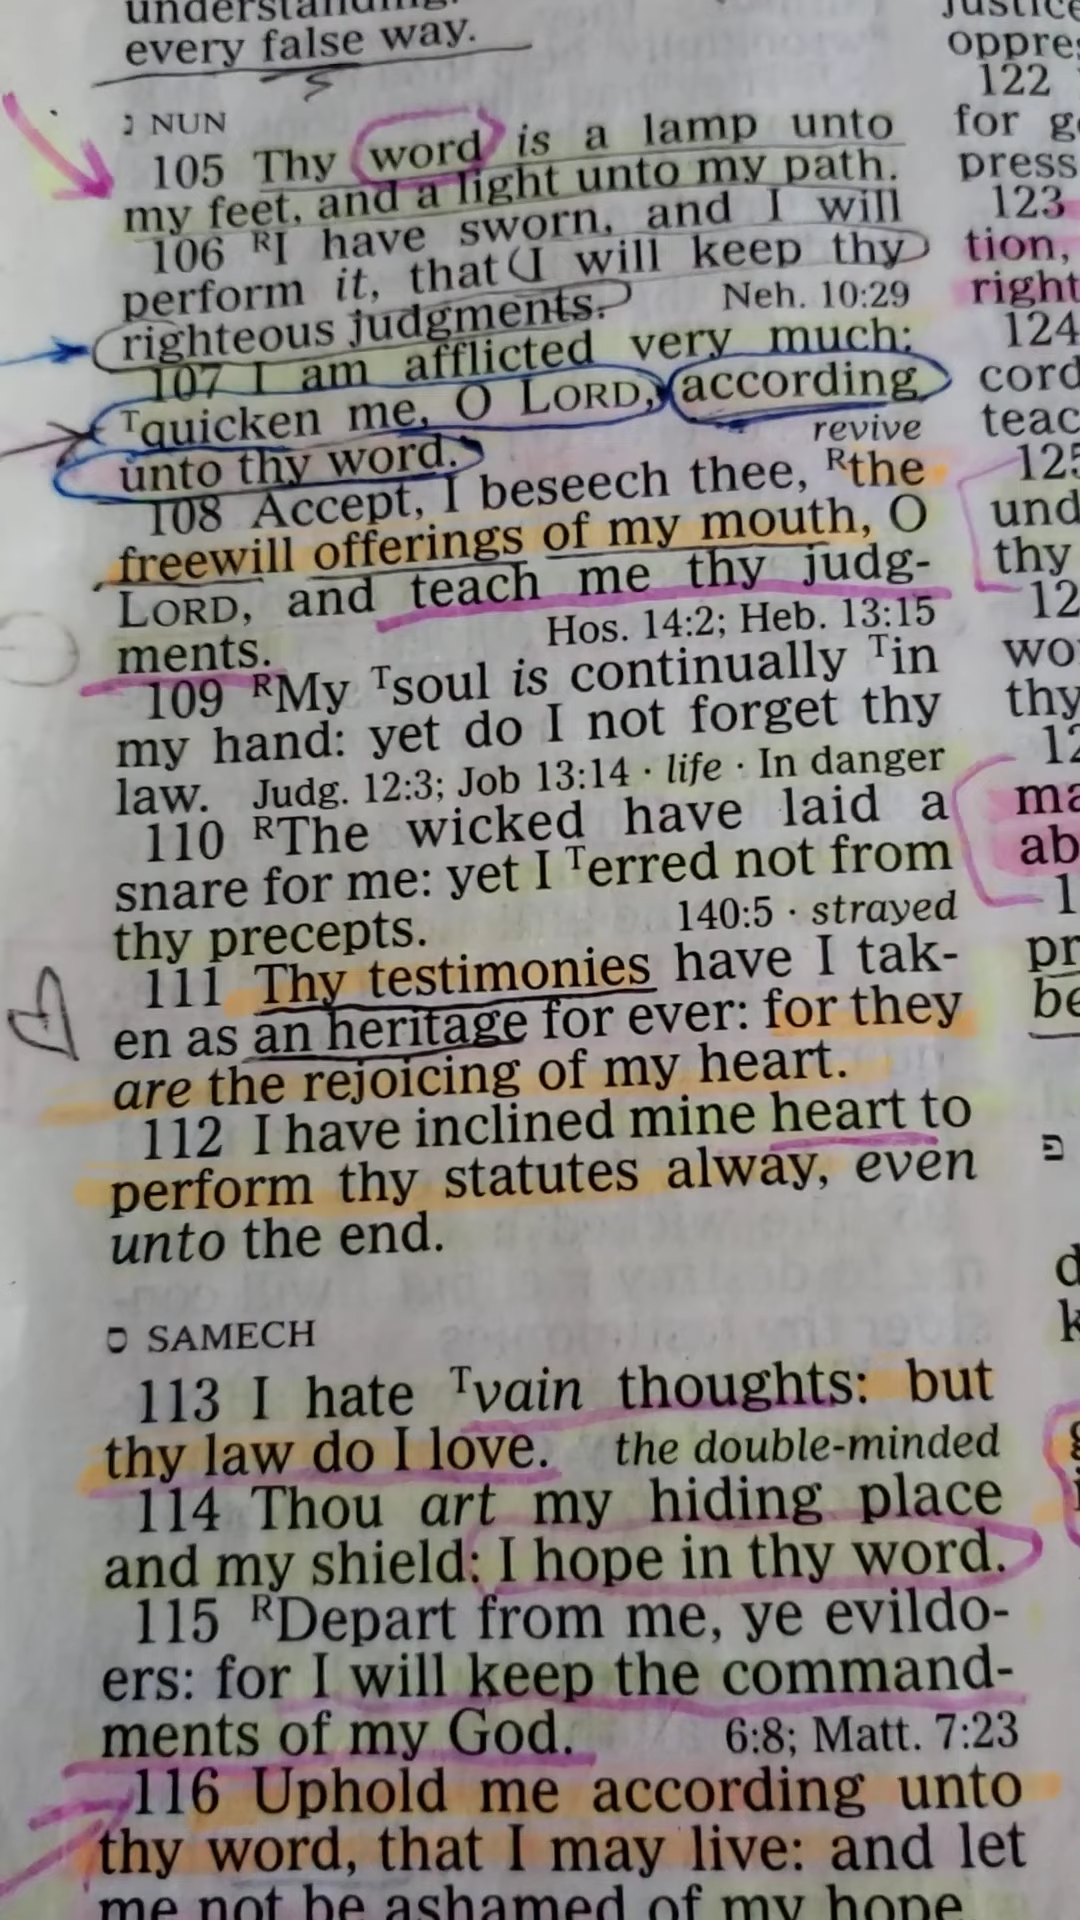 understanding:
every false way.
נ NUN
105 Thy word is a lamp unto
my feet, and a light unto my path.
106 ᴿI have sworn, and I will
perform it, that I will keep thy
righteous judgments. Neh. 10:29
107 I am afflicted very much:
ᵀquicken me, O LORD, according
unto thy word. revive
108 Accept, I beseech thee, ᴿthe
freewill offerings of my mouth, O
LORD, and teach me thy judg-
ments. Hos. 14:2; Heb. 13:15
109 ᴿMy ᵀsoul is continually ᵀin
my hand: yet do I not forget thy
law. Judg. 12:3; Job 13:14 · life · In danger
110 ᴿThe wicked have laid a
snare for me: yet I ᵀerred not from
thy precepts. 140:5 · strayed
111 Thy testimonies have I tak-
en as an heritage for ever: for they
are the rejoicing of my heart.
112 I have inclined mine heart to
perform thy statutes alway, even
unto the end.
ס SAMECH
113 I hate ᵀvain thoughts: but
thy law do I love. the double-minded
114 Thou art my hiding place
and my shield: I hope in thy word.
115 ᴿDepart from me, ye evildo-
ers: for I will keep the command-
ments of my God. 6:8; Matt. 7:23
116 Uphold me according unto
thy word, that I may live: and let
me not be ashamed of my hope
122
for
press
123
tion,
right
124
cord
teac
und
thy
wo
thy
ma
ab
pr
be
פ